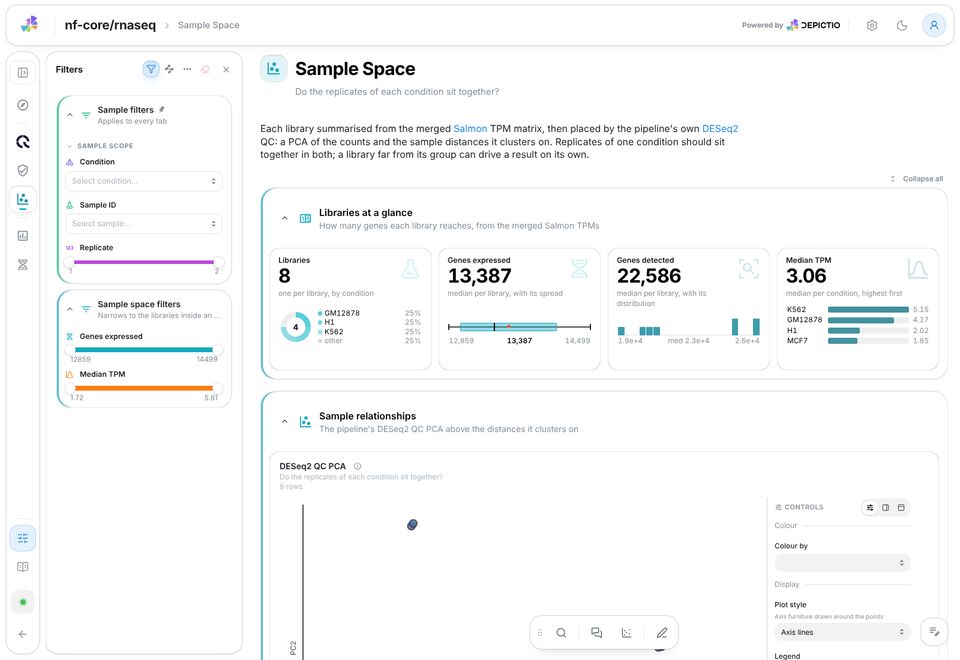 nf-core/rnaseq
Sample Space
Powered by DEPICTIO
Filters
Sample filters
Applies to every tab
SAMPLE SCOPE
Condition
Select condition...
Sample ID
Select sample...
123 Replicate
1 2
Sample space filters
Narrows to the libraries inside an ...
Genes expressed
12859 14499
Median TPM
1.72 5.81
Sample Space
Do the replicates of each condition sit together?
Each library summarised from the merged Salmon TPM matrix, then placed by the pipeline's own DESeq2
QC: a PCA of the counts and the sample distances it clusters on. Replicates of one condition should sit
together in both; a library far from its group can drive a result on its own.
Collapse all
Libraries at a glance
How many genes each library reaches, from the merged Salmon TPMs
Libraries
8
one per library, by condition
4
GM12878 25%
H1 25%
K562 25%
other 25%
Genes expressed
13,387
median per library, with its spread
12,859 13,387 14,499
Genes detected
22,586
median per library, with its
distribution
1.9e+4 med 2.3e+4 2.6e+4
Median TPM
3.06
median per condition, highest first
K562 5.15
GM12878 4.17
H1 2.02
MCF7 1.85
Sample relationships
The pipeline's DESeq2 QC PCA above the distances it clusters on
DESeq2 QC PCA
Do the replicates of each condition sit together?
8 rows
PC2
CONTROLS
Colour
Colour by
Display
Plot style
Axis furniture drawn around the points
Axis lines
Legend